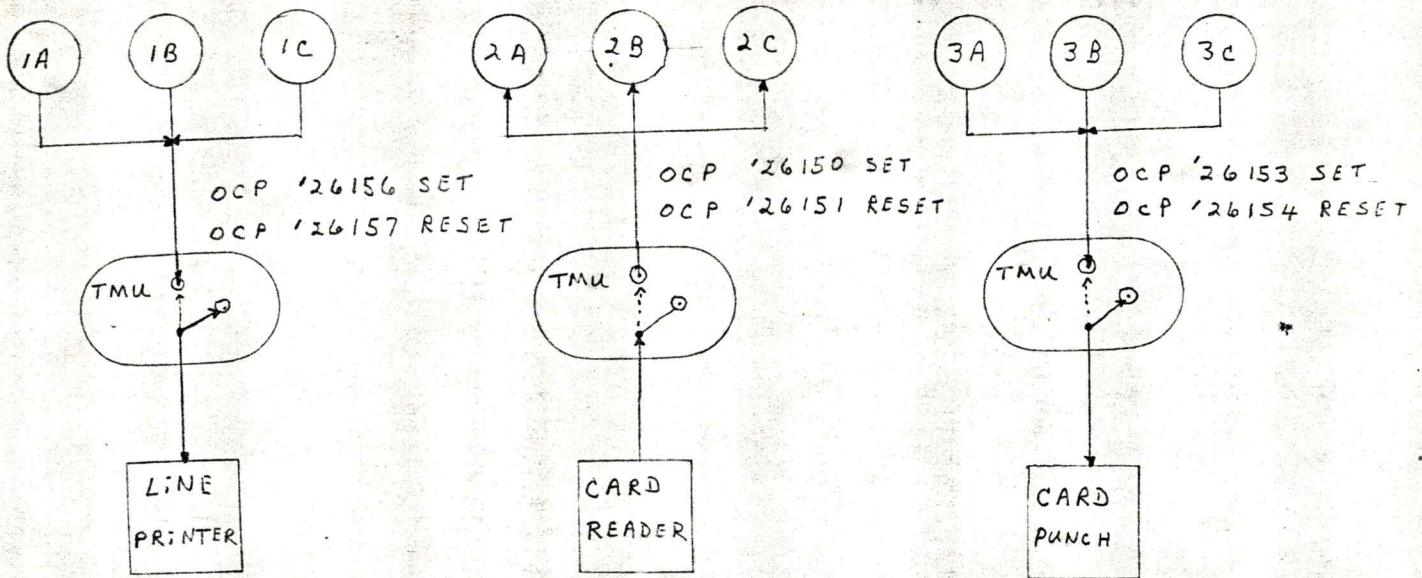 1A 1B 1C 2A 2B 2C 3A 3B 3C
OCP '26156 SET
OCP '26157 RESET
OCP '26150 SET
OCP '26151 RESET
OCP '26153 SET
OCP '26154 RESET
TMU
TMU
TMU
LINE
PRINTER
CARD
READER
CARD
PUNCH